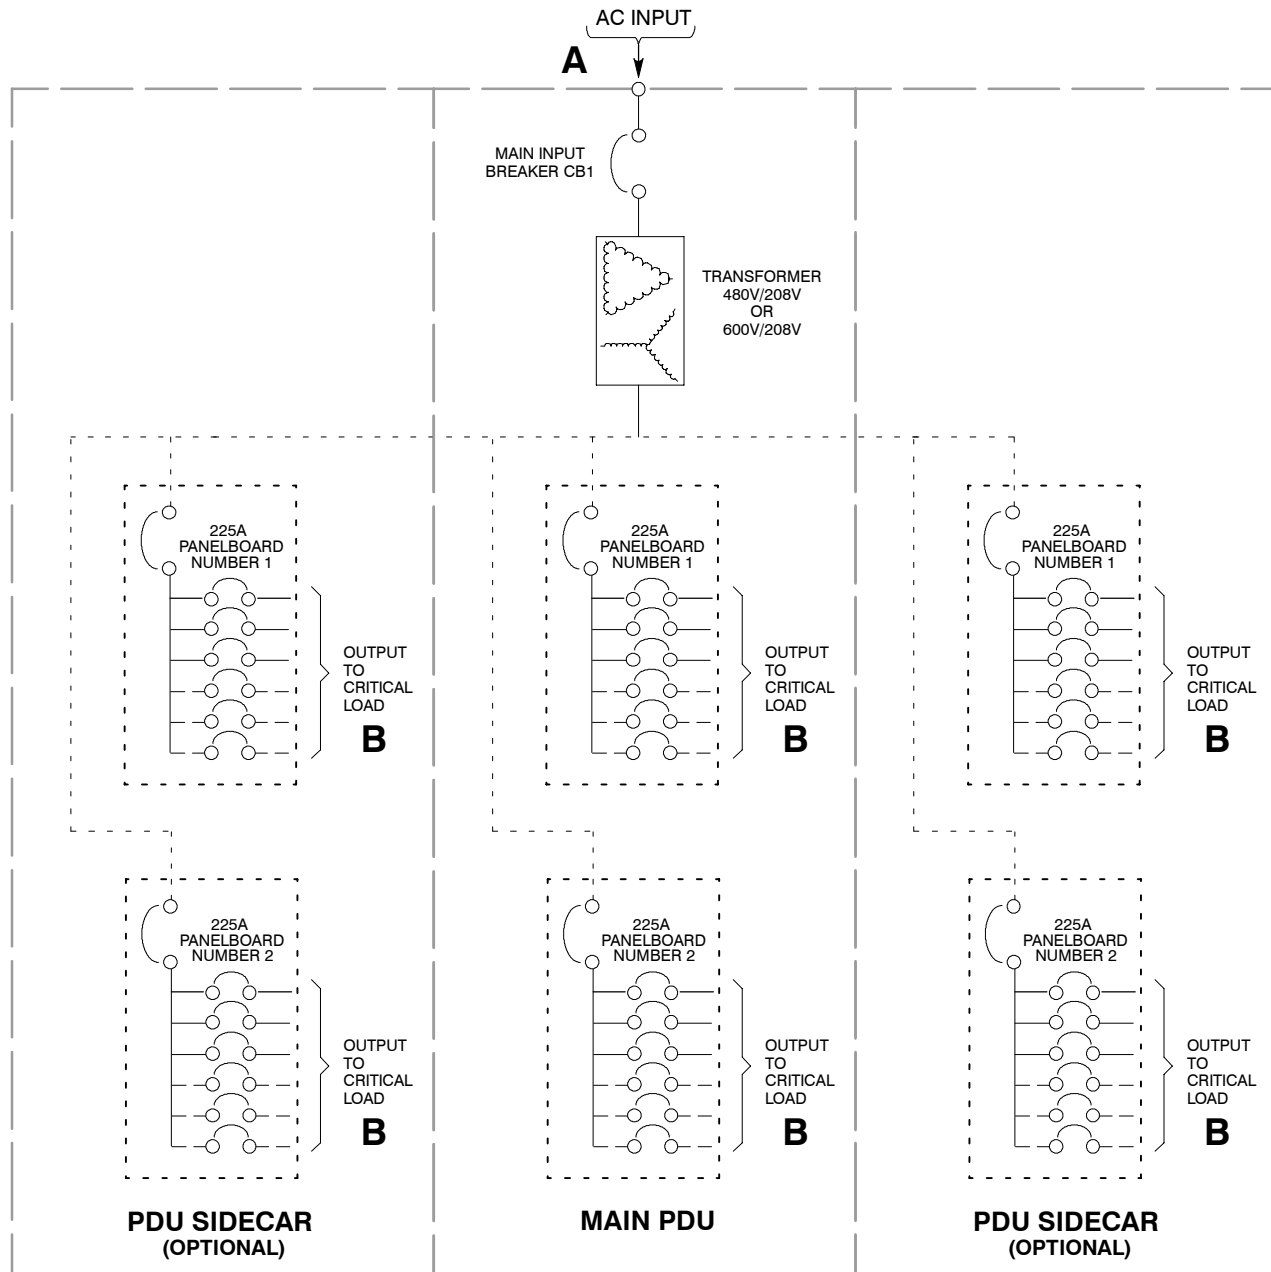 AC INPUT
A
MAIN INPUT
BREAKER CB1
TRANSFORMER
480V/208V
OR
600V/208V
225A
PANELBOARD
NUMBER 1
OUTPUT
TO
CRITICAL
LOAD
B
225A
PANELBOARD
NUMBER 1
OUTPUT
TO
CRITICAL
LOAD
B
225A
PANELBOARD
NUMBER 1
OUTPUT
TO
CRITICAL
LOAD
B
225A
PANELBOARD
NUMBER 2
OUTPUT
TO
CRITICAL
LOAD
B
225A
PANELBOARD
NUMBER 2
OUTPUT
TO
CRITICAL
LOAD
B
225A
PANELBOARD
NUMBER 2
OUTPUT
TO
CRITICAL
LOAD
B
PDU SIDECAR
(OPTIONAL)
MAIN PDU
PDU SIDECAR
(OPTIONAL)